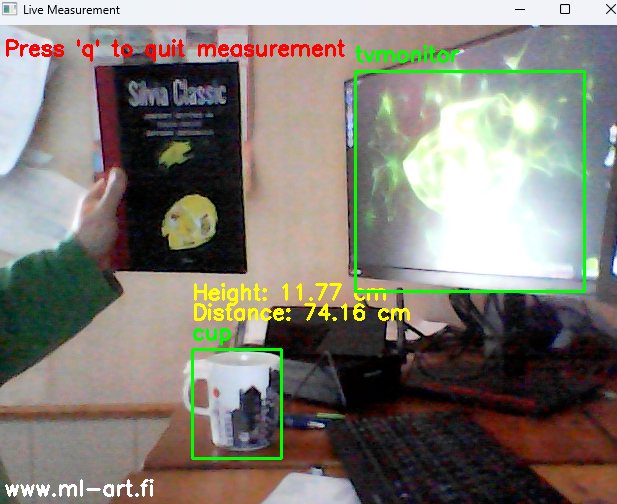 Live Measurement
Press 'q' to quit measurement
tvmonitor
Silvia Classic
Height: 11.77 cm
Distance: 74.16 cm
cup
www.ml-art.fi